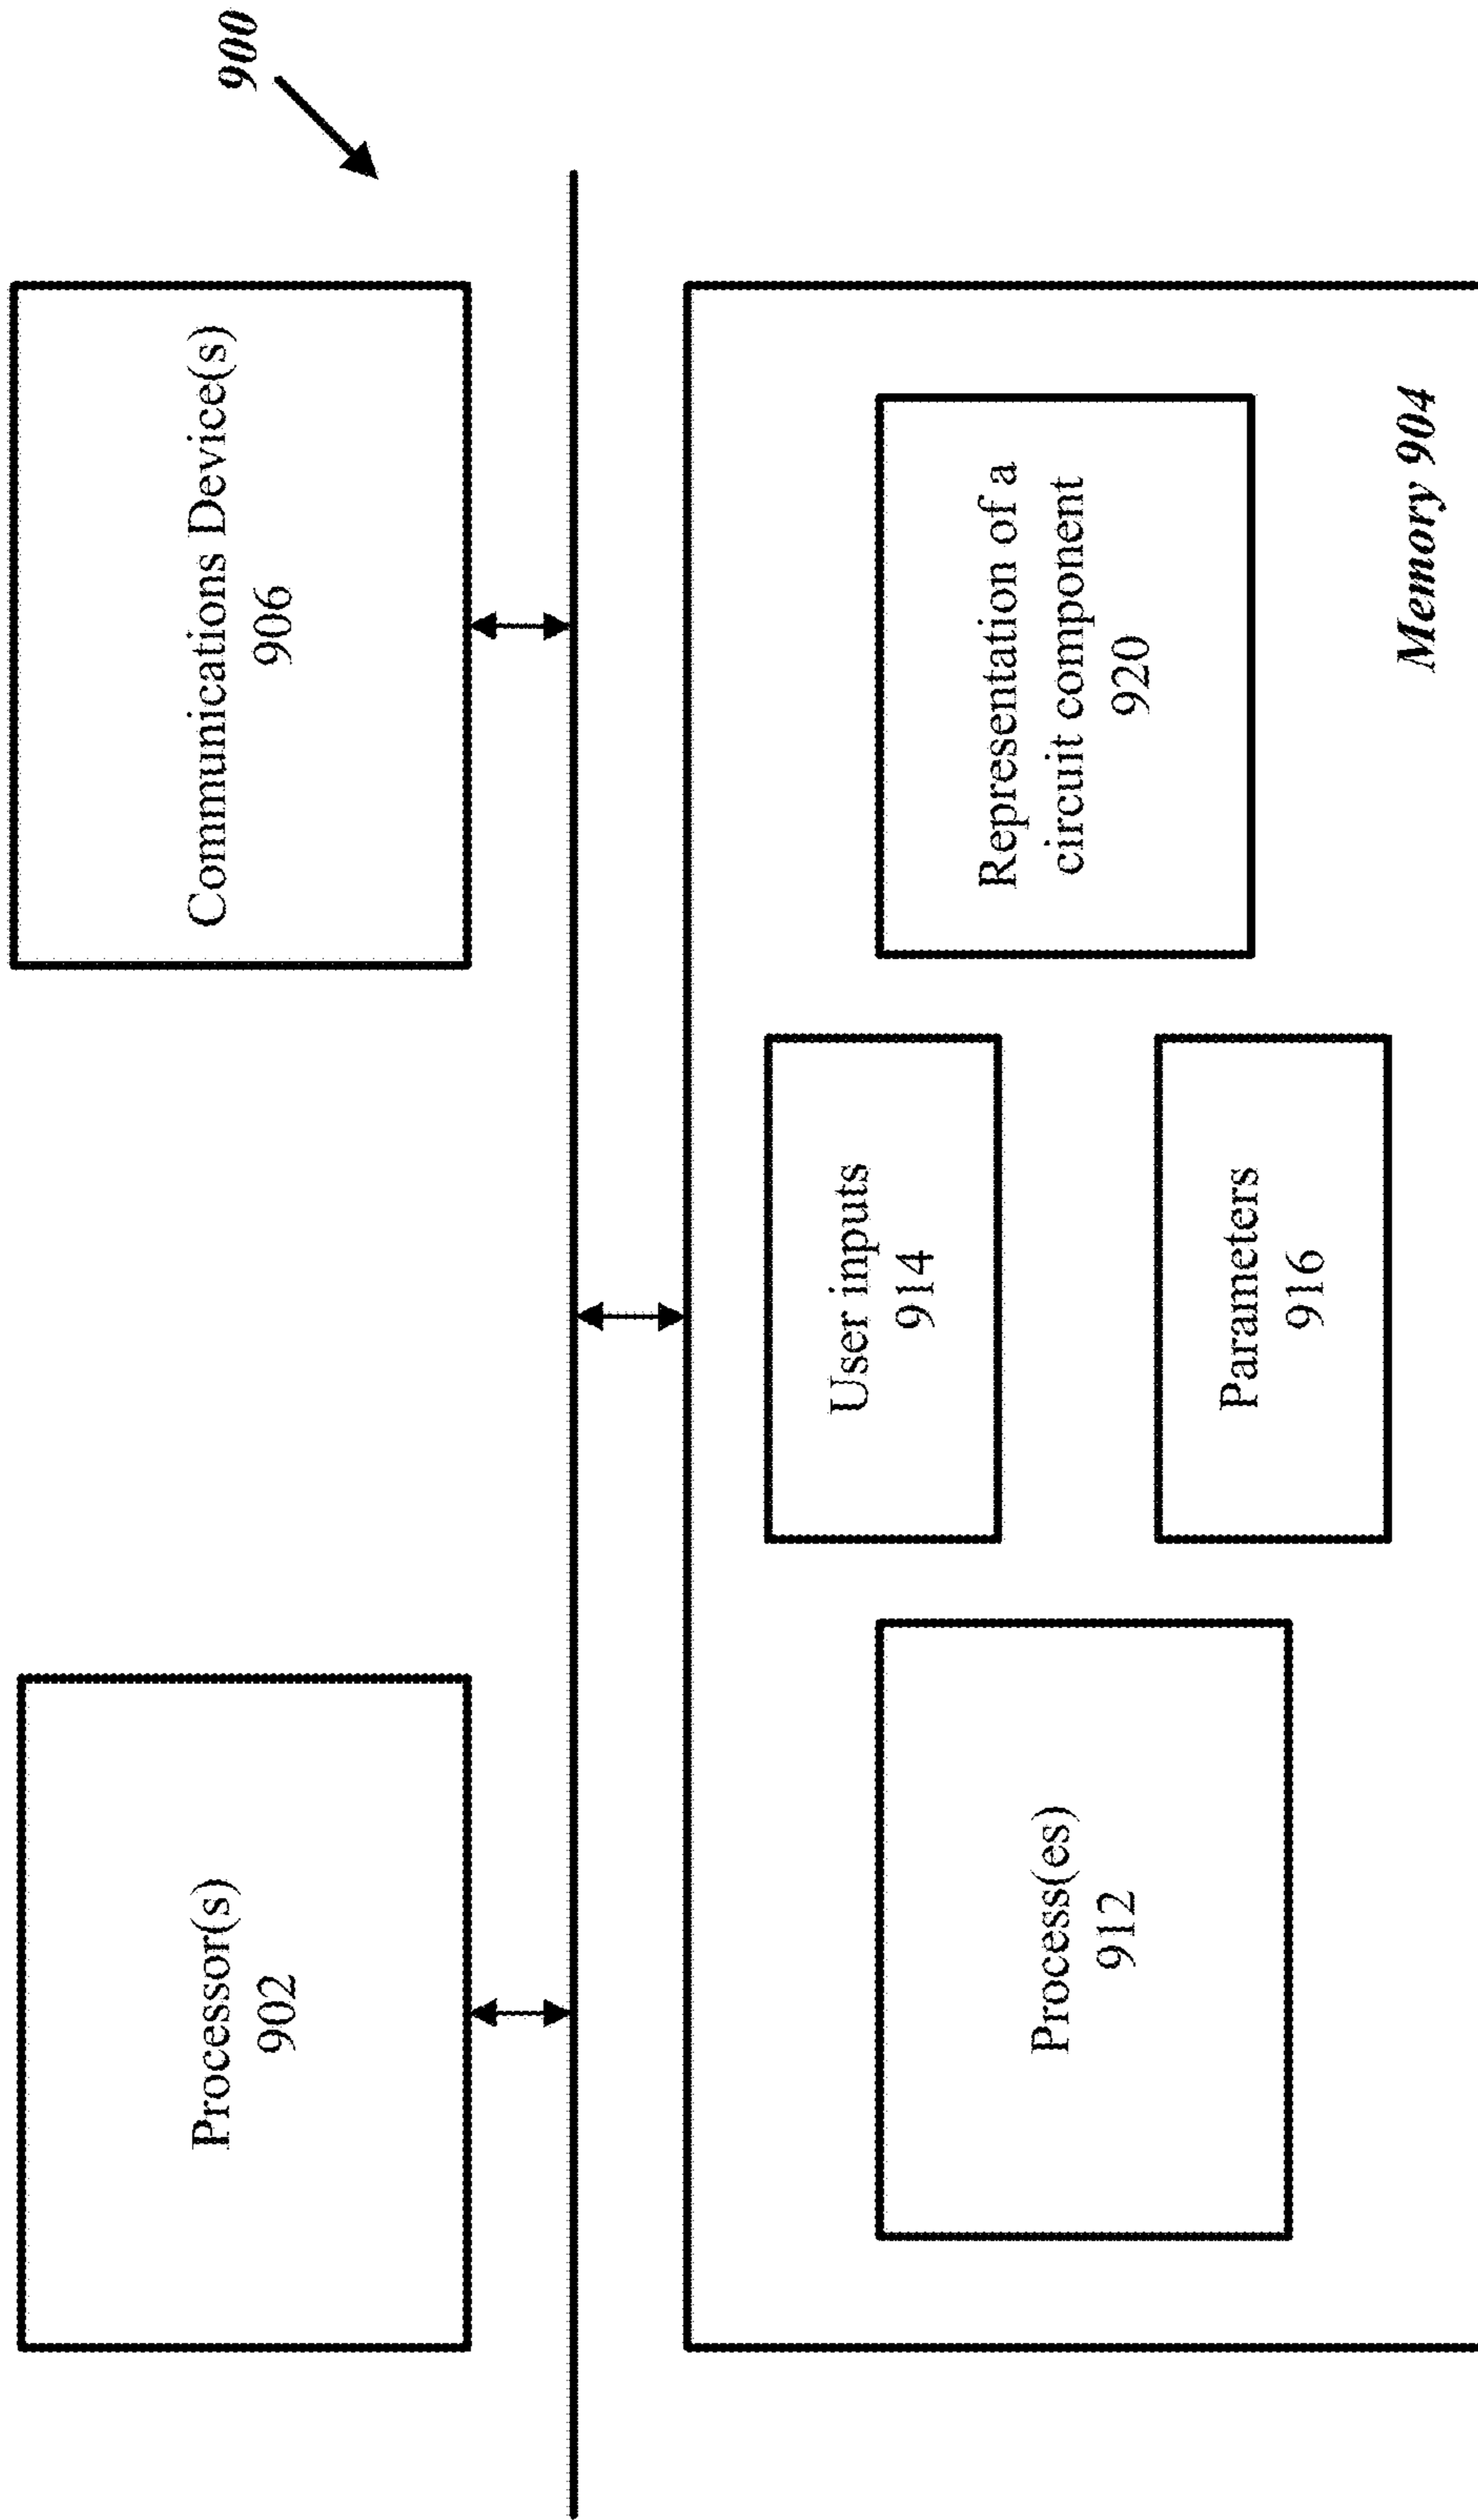 900
Processor(s)
902
Communications Device(s)
906
Process(es)
912
User inputs
914
Parameters
916
Representation of a
circuit component
920
Memory 904